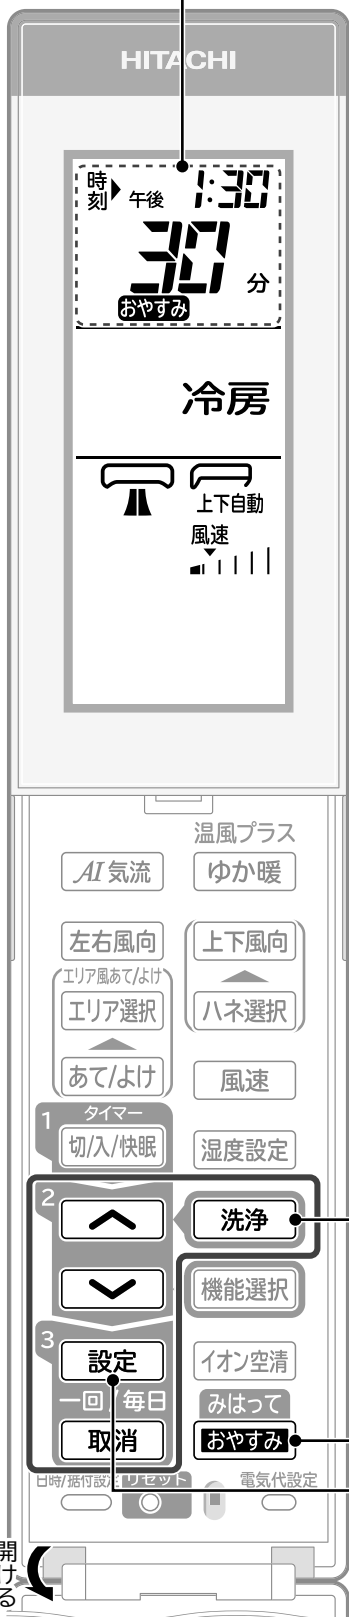 HITACHI
時刻 午後 1:30
30 分
おやすみ
冷房
上下自動
風速
温風プラス
AI 気流 ゆか暖
左右風向 上下風向
エリア風あて/よけ
エリア選択 ハネ選択
あて/よけ 風速
1 タイマー
切/入/快眠 湿度設定
2 洗浄
機能選択
3 設定 イオン空清
一回/毎日 みはって
取消 おやすみ
日時/据付設定 リセット 電気代設定
開ける